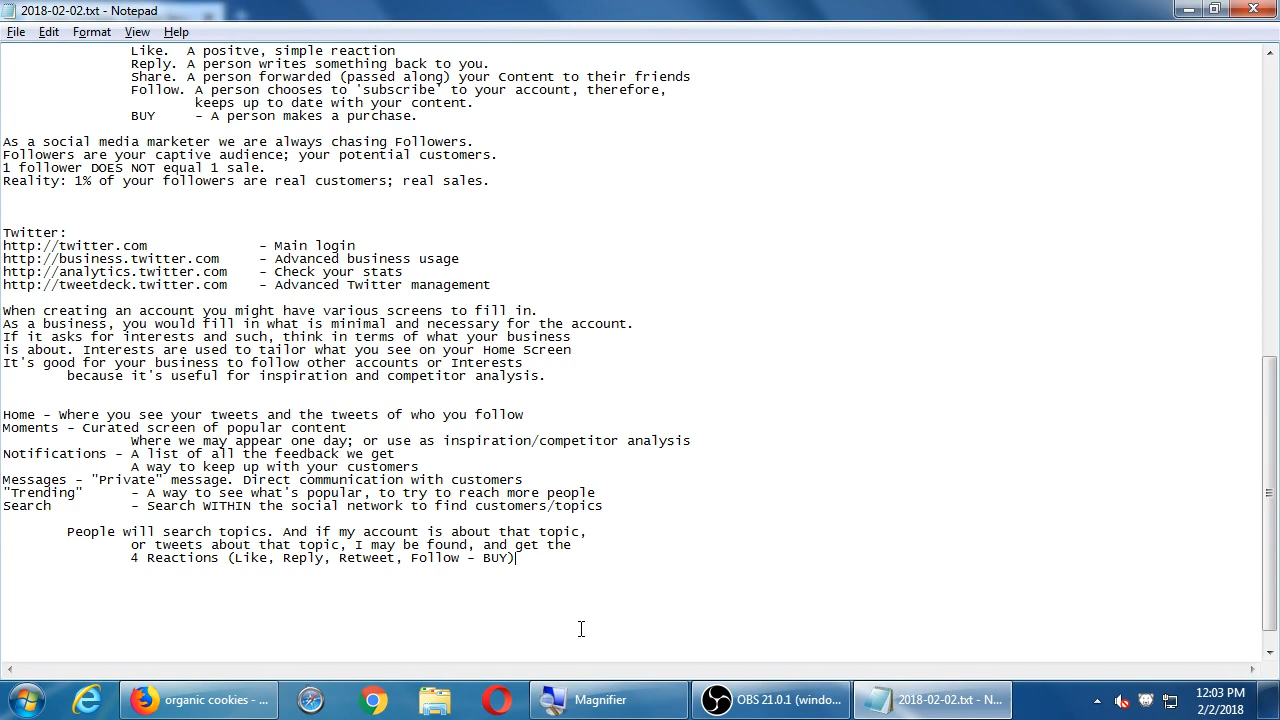 2018-02-02.txt - Notepad
File Edit Format View Help
Like. A positve, simple reaction
Reply. A person writes something back to you.
Share. A person forwarded (passed along) your Content to their friends
Follow. A person chooses to 'subscribe' to your account, therefore,
keeps up to date with your content.
BUY - A person makes a purchase.
As a social media marketer we are always chasing Followers.
Followers are your captive audience; your potential customers.
1 follower DOES NOT equal 1 sale.
Reality: 1% of your followers are real customers; real sales.
Twitter:
http://twitter.com - Main login
http://business.twitter.com - Advanced business usage
http://analytics.twitter.com - Check your stats
http://tweetdeck.twitter.com - Advanced Twitter management
When creating an account you might have various screens to fill in.
As a business, you would fill in what is minimal and necessary for the account.
If it asks for interests and such, think in terms of what your business
is about. Interests are used to tailor what you see on your Home Screen
It's good for your business to follow other accounts or Interests
because it's useful for inspiration and competitor analysis.
Home - Where you see your tweets and the tweets of who you follow
Moments - Curated screen of popular content
Where we may appear one day; or use as inspiration/competitor analysis
Notifications - A list of all the feedback we get
A way to keep up with your customers
Messages - "Private" message. Direct communication with customers
"Trending" - A way to see what's popular, to try to reach more people
Search - Search WITHIN the social network to find customers/topics
People will search topics. And if my account is about that topic,
or tweets about that topic, I may be found, and get the
4 Reactions (Like, Reply, Retweet, Follow - BUY)
organic cookies - ...
Magnifier
OBS 21.0.1 (windo...
2018-02-02.txt - N...
12:03 PM
2/2/2018